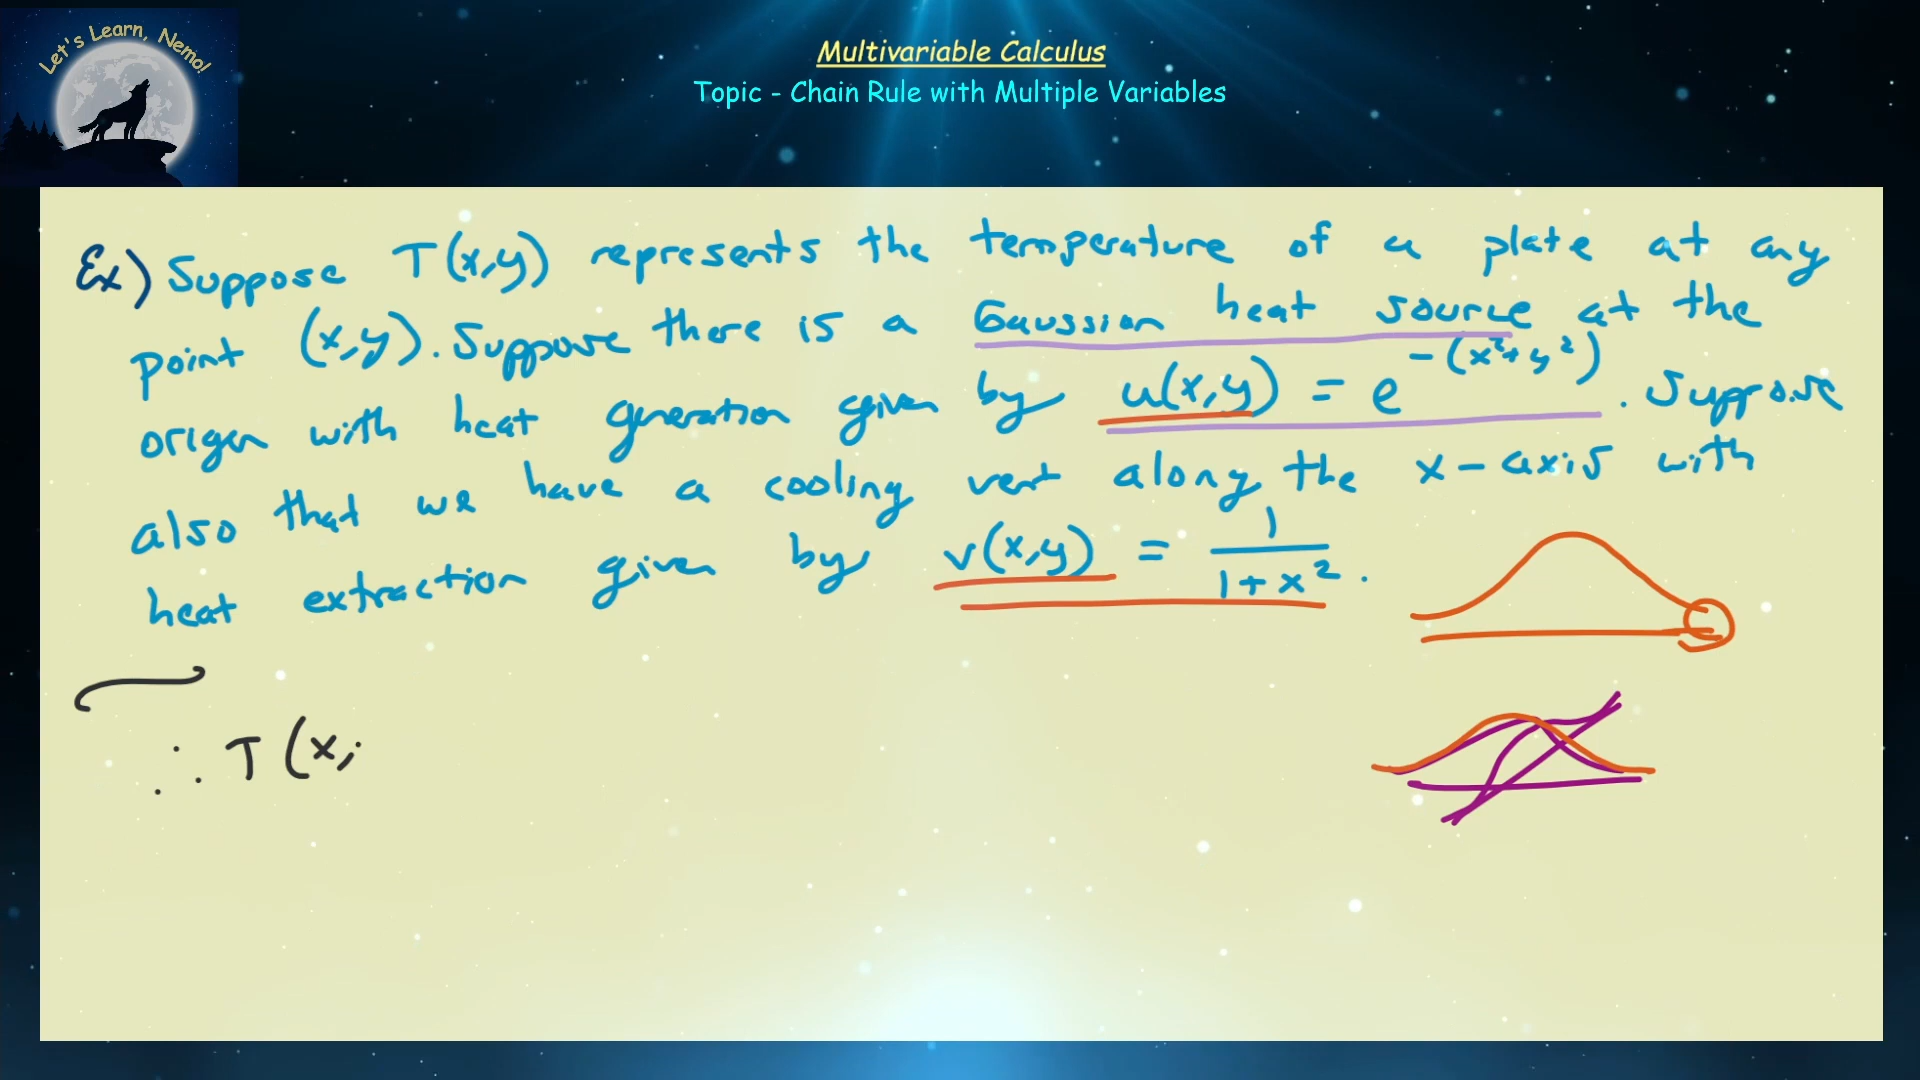 Let's Learn, Nemo!
Multivariable Calculus
Topic - Chain Rule with Multiple Variables
Ex) Suppose T(x,y) represents the temperature of a plate at any
point (x,y). Suppose there is a Gaussian heat source at the
origin with heat generation given by u(x,y) = e^{-(x²+y²)}. Suppose
also that we have a cooling vent along the x-axis with
heat extraction given by v(x,y) = 1/(1+x²).
∴ T(x,